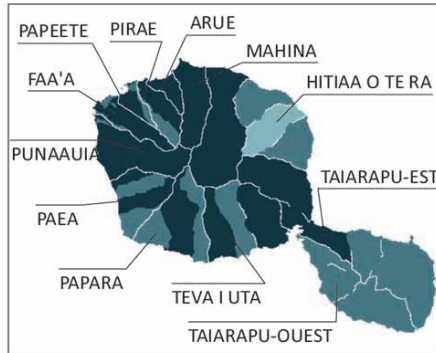 PAPEETE
PIRAE
ARUE
MAHINA
FAA'A
HITIAA O TE RA
PUNAAUIA
TAIARAPU-EST
PAEA
PAPARA
TEVA I UTA
TAIARAPU-OUEST